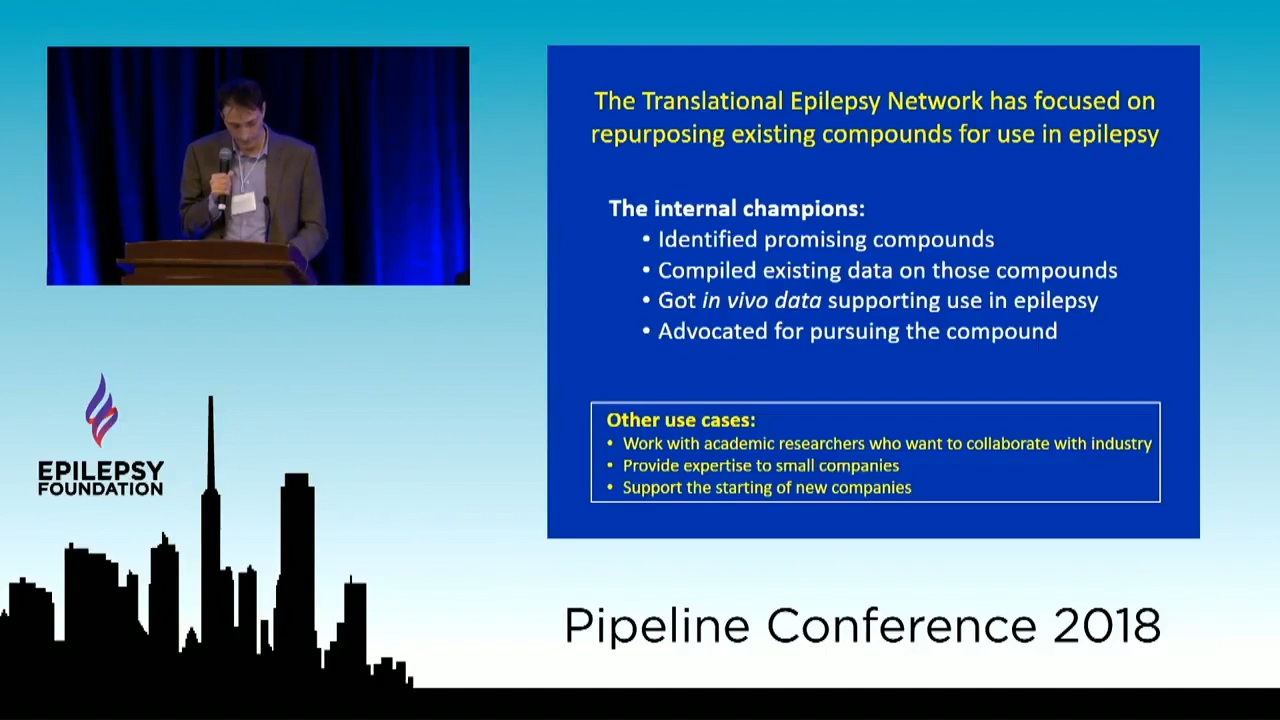 The Translational Epilepsy Network has focused on
repurposing existing compounds for use in epilepsy
The internal champions:
• Identified promising compounds
• Compiled existing data on those compounds
• Got in vivo data supporting use in epilepsy
• Advocated for pursuing the compound
Other use cases:
• Work with academic researchers who want to collaborate with industry
• Provide expertise to small companies
• Support the starting of new companies
EPILEPSY
FOUNDATION
Pipeline Conference 2018